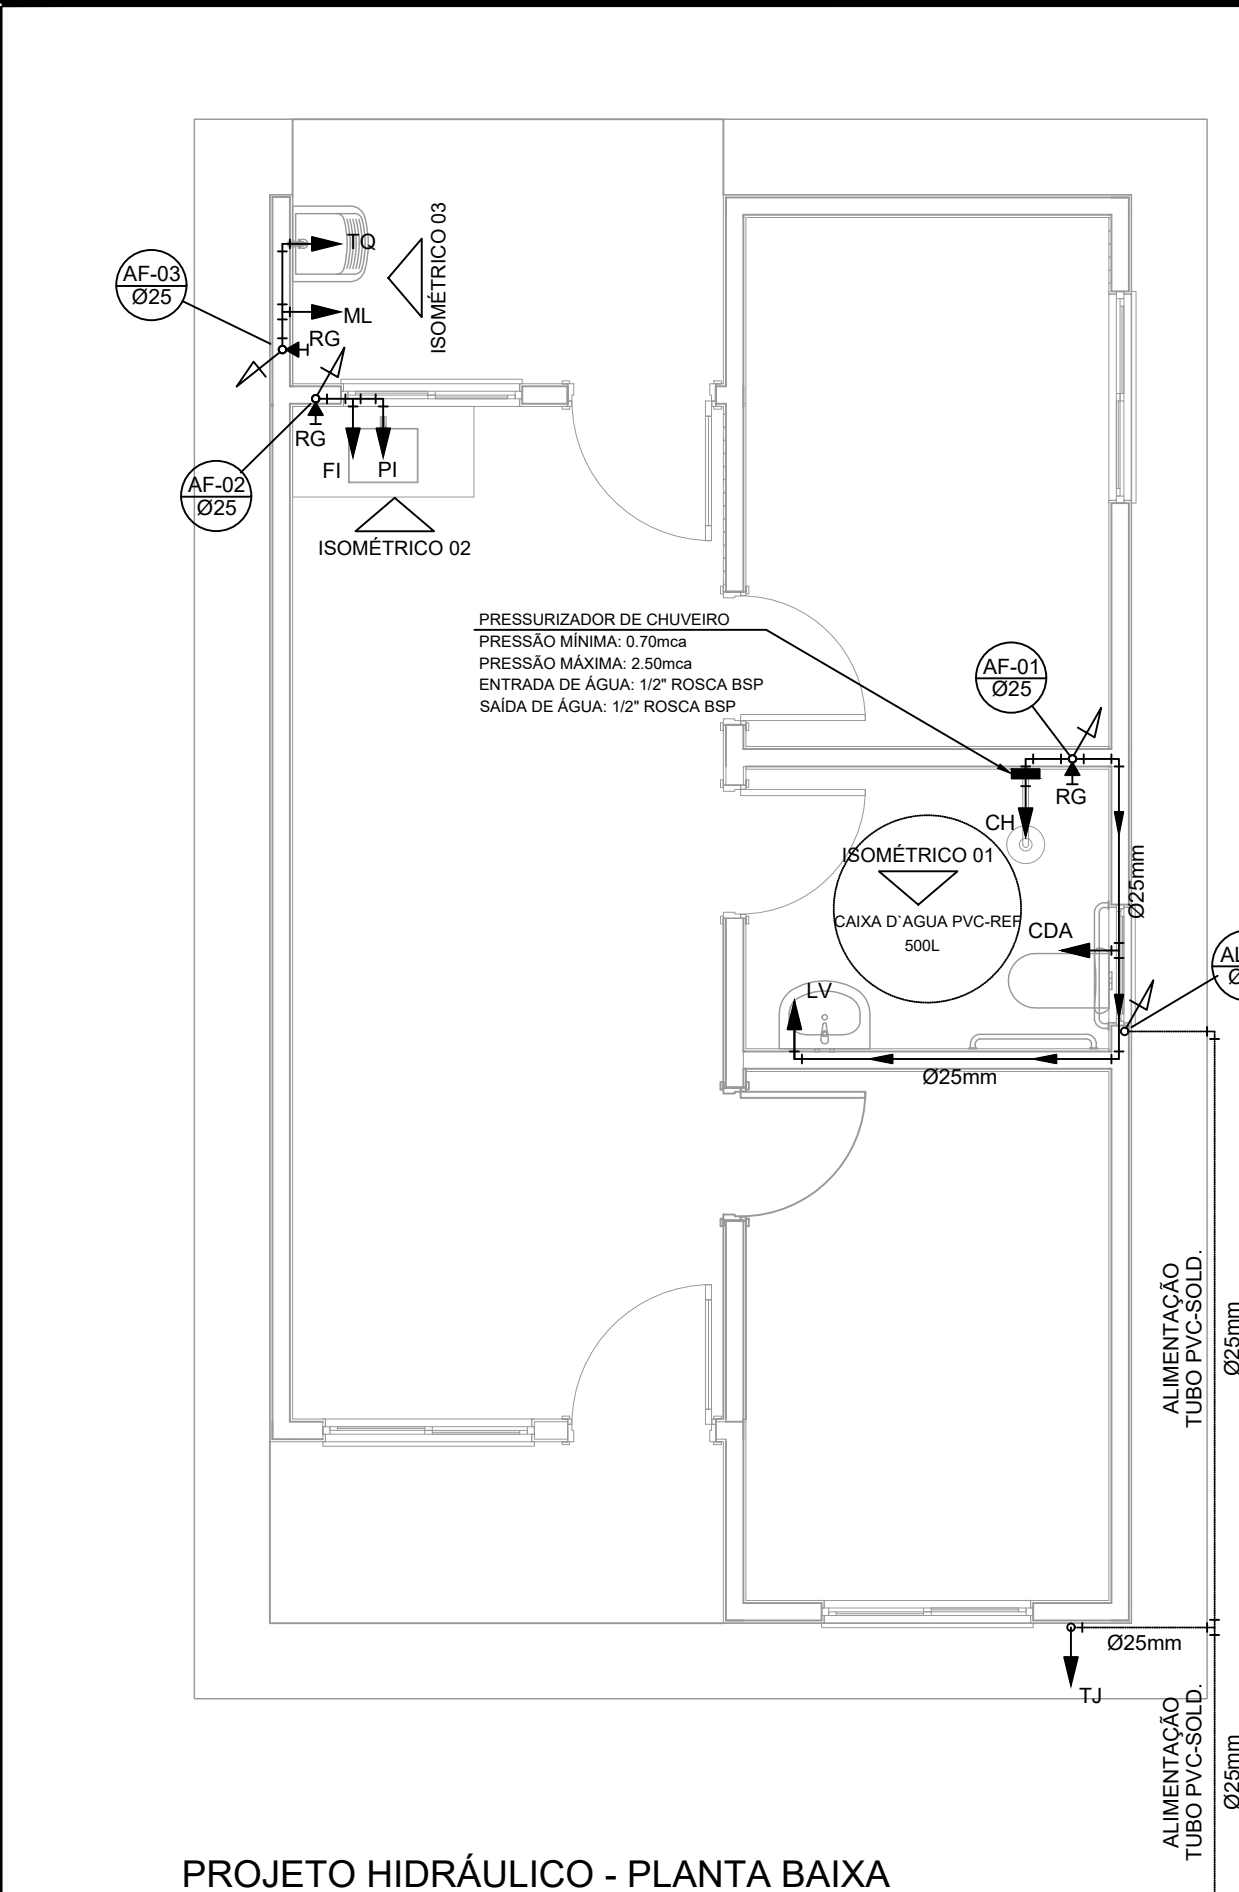 ISOMÉTRICO 03
TQ
AF-03
Ø25
ML
RG
RG
FI
PI
AF-02
Ø25
ISOMÉTRICO 02
PRESSURIZADOR DE CHUVEIRO
PRESSÃO MÍNIMA: 0.70mca
PRESSÃO MÁXIMA: 2.50mca
ENTRADA DE ÁGUA: 1/2" ROSCA BSP
SAÍDA DE ÁGUA: 1/2" ROSCA BSP
AF-01
Ø25
RG
CH
ISOMÉTRICO 01
Ø25mm
CAIXA D`AGUA PVC-REF
500L
CDA
AL
Ø
LV
Ø25mm
ALIMENTAÇÃO
TUBO PVC-SOLD.
Ø25mm
Ø25mm
TJ
ALIMENTAÇÃO
TUBO PVC-SOLD.
Ø25mm
PROJETO HIDRÁULICO - PLANTA BAIXA